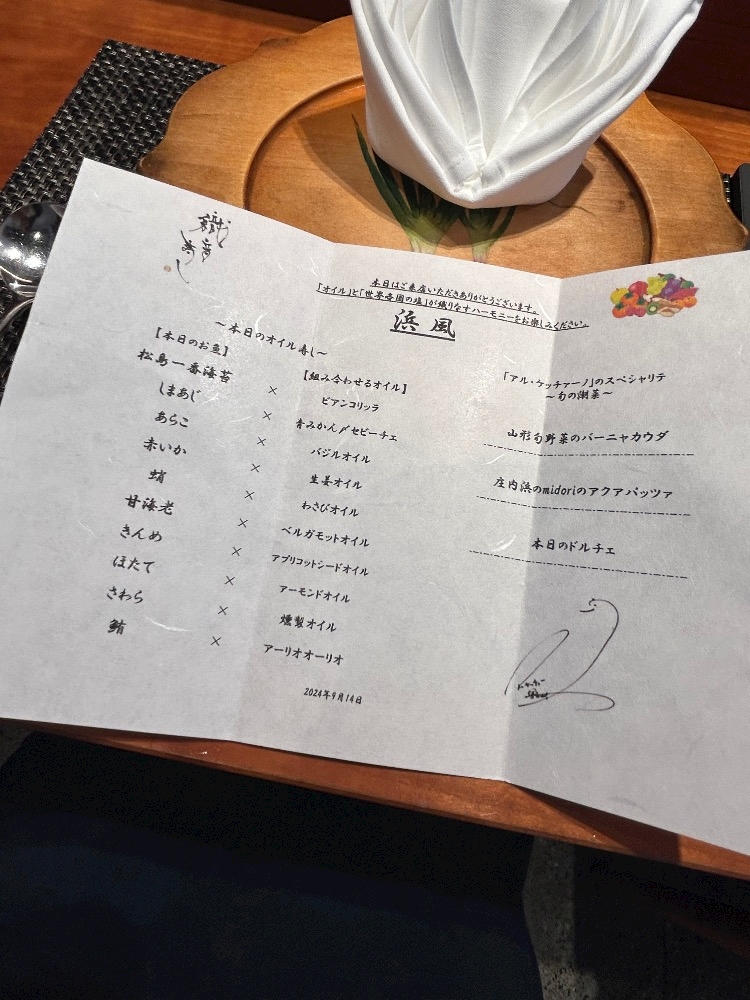 織音寿し
本日はご来店いただきありがとうございます。
「オイル」と「世界各国の塩」が織りなすハーモニーをお楽しみください。
浜風
～本日のオイル寿し～
【本日のお魚】 【組み合わせるオイル】
松島一番海苔 × ビアンコリッラ
しまあじ × 青みかん〆セビーチェ
あらこ × バジルオイル
赤いか × 生姜オイル
蛸 × わさびオイル
甘海老 × ベルガモットオイル
きんめ × アプリコットシードオイル
ほたて × アーモンドオイル
さわら × 燻製オイル
鮪 × アーリオオーリオ
2024年9月14日
「アル・ケッチァーノ」のスペシャリテ
～旬の潮菜～
山形旬野菜のバーニャカウダ
庄内浜のmidoriのアクアパッツァ
本日のドルチェ